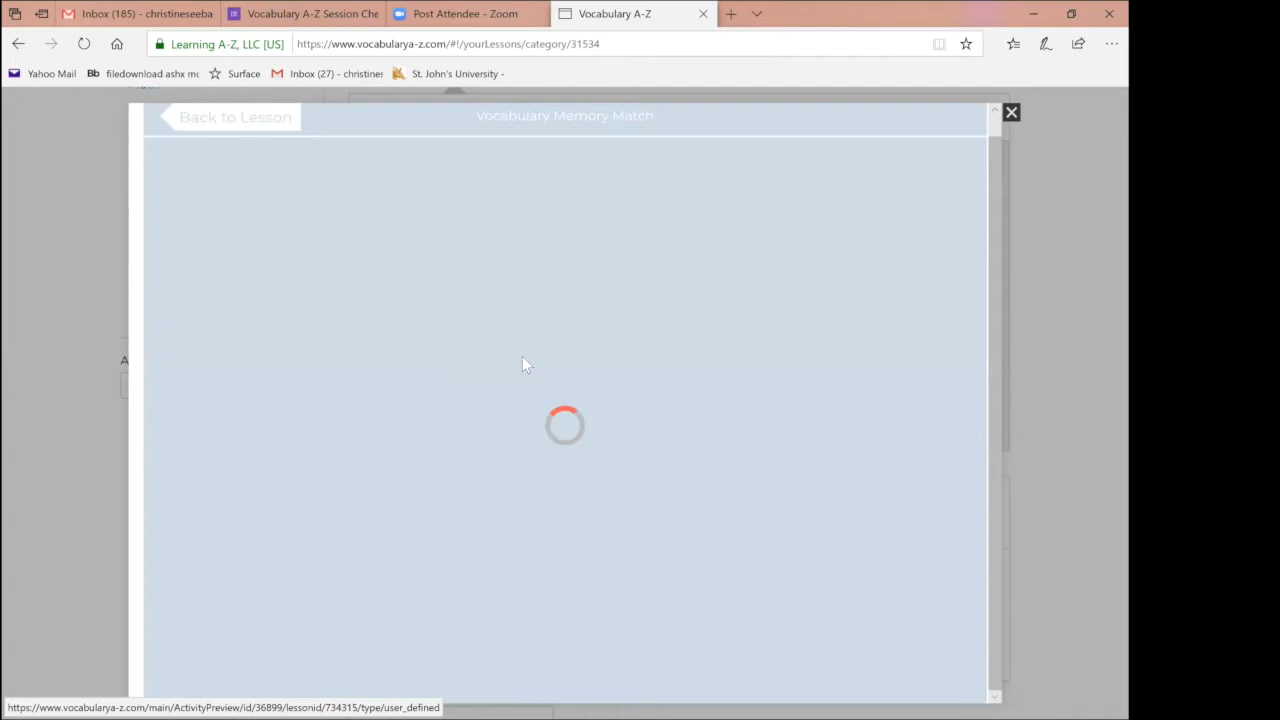 Inbox (185) - christineseeba
Vocabulary A-Z Session Che
Post Attendee - Zoom
Vocabulary A-Z
Learning A-Z, LLC [US]
https://www.vocabularya-z.com/#!/yourLessons/category/31534
Yahoo Mail
Bb filedownload ashx mc
Surface
Inbox (27) - christines
St. John's University -
Back to Lesson
Vocabulary Memory Match
A
https://www.vocabularya-z.com/main/ActivityPreview/id/36899/lessonid/734315/type/user_defined